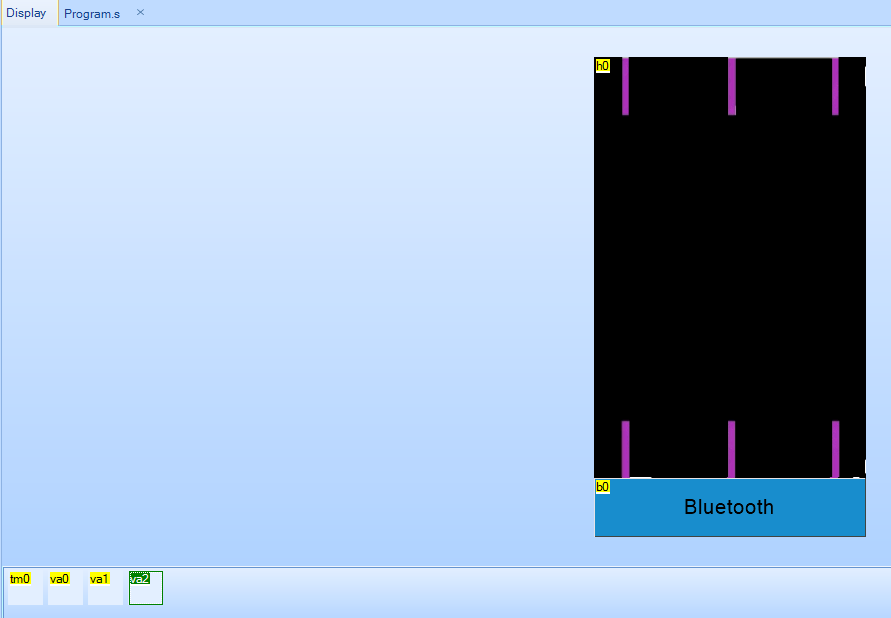 Display Program.s ×
h0
b0
Bluetooth
tm0 va0 va1 va2